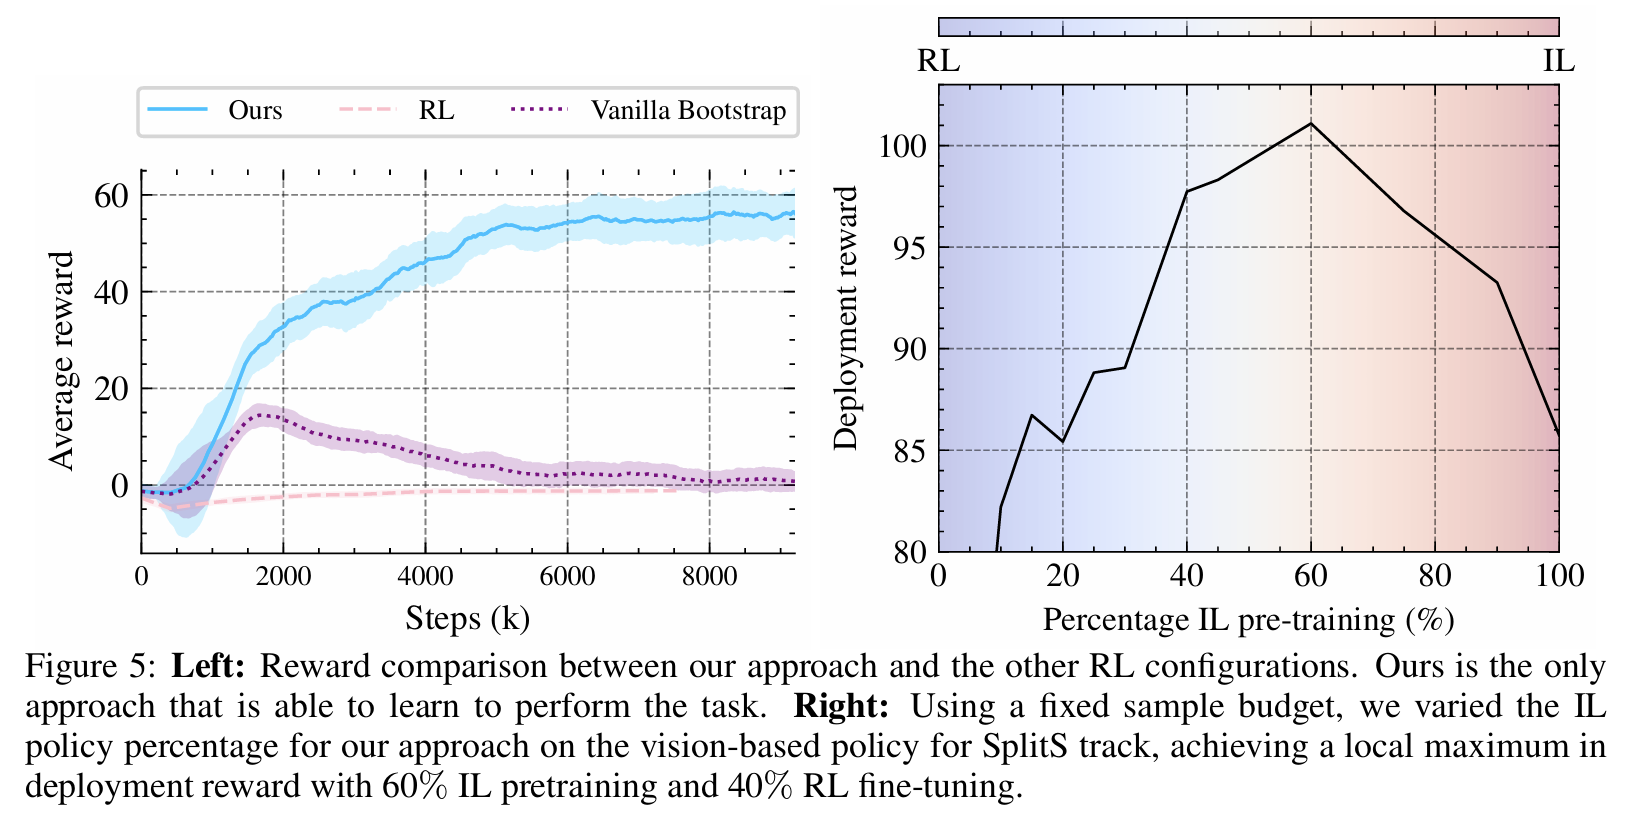 RL IL
Ours RL Vanilla Bootstrap
60
40
20
0
Average reward
0 2000 4000 6000 8000
Steps (k)
100
95
90
85
80
Deployment reward
0 20 40 60 80 100
Percentage IL pre-training (%)
Figure 5: Left: Reward comparison between our approach and the other RL configurations. Ours is the only
approach that is able to learn to perform the task. Right: Using a fixed sample budget, we varied the IL
policy percentage for our approach on the vision-based policy for SplitS track, achieving a local maximum in
deployment reward with 60% IL pretraining and 40% RL fine-tuning.